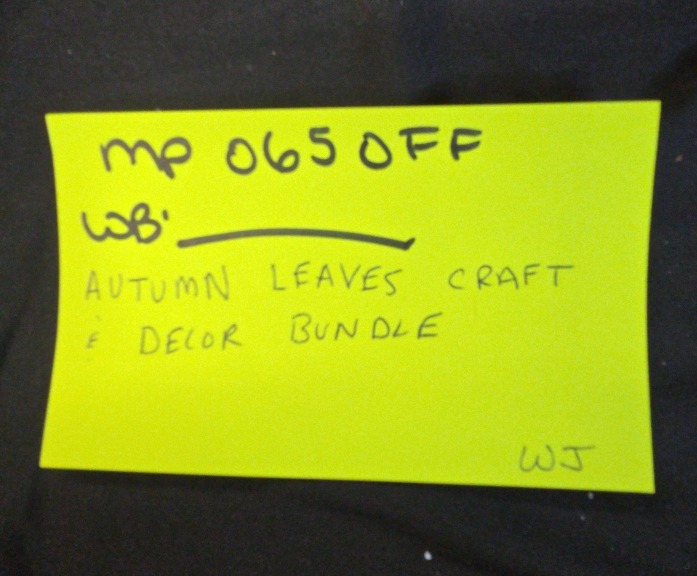 MP 065 OFF
WB:
AUTUMN LEAVES CRAFT
& DECOR BUNDLE
WJ